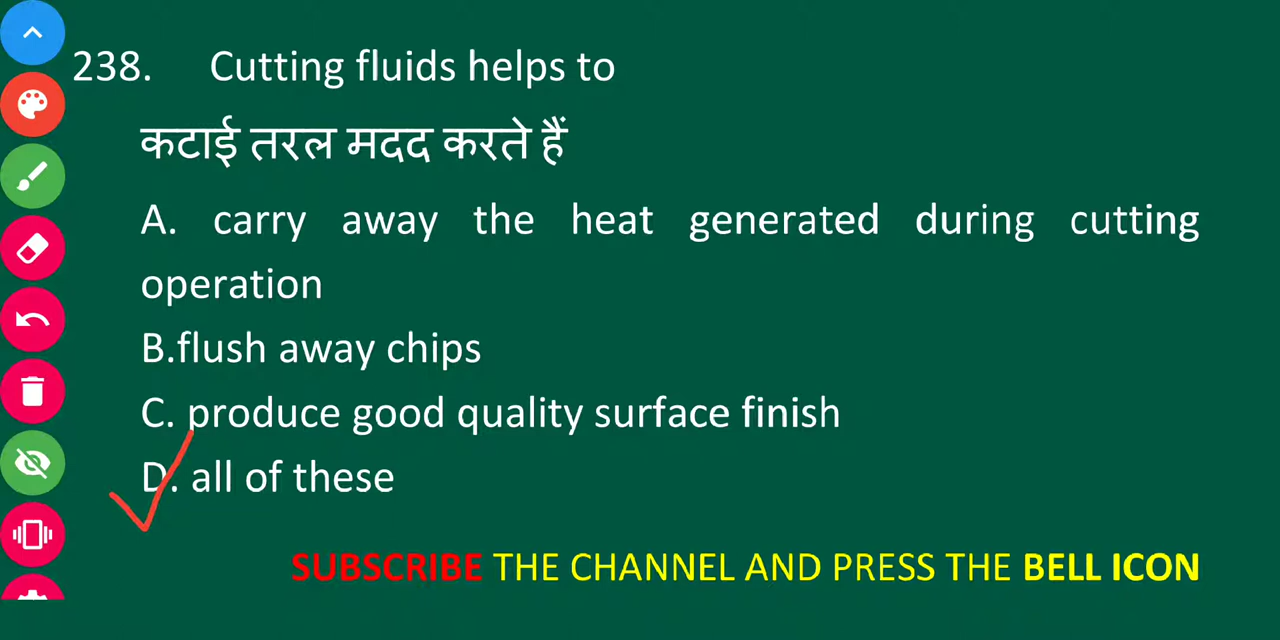 238. Cutting fluids helps to
कटाई तरल मदद करते हैं
A. carry away the heat generated during cutting
operation
B.flush away chips
C. produce good quality surface finish
D. all of these
SUBSCRIBE THE CHANNEL AND PRESS THE BELL ICON